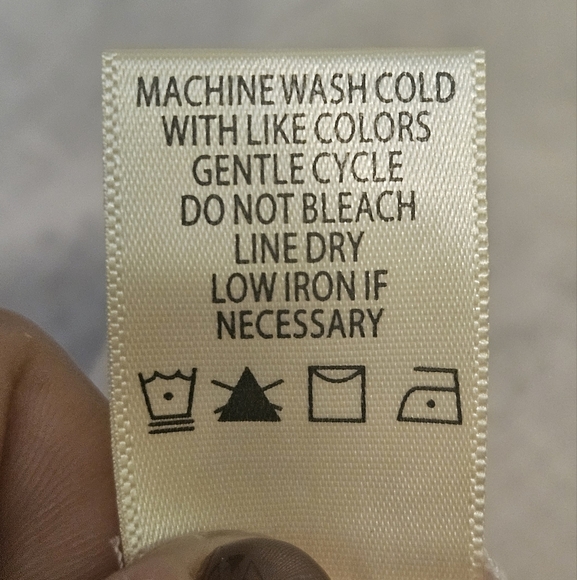 MACHINE WASH COLD
WITH LIKE COLORS
GENTLE CYCLE
DO NOT BLEACH
LINE DRY
LOW IRON IF
NECESSARY